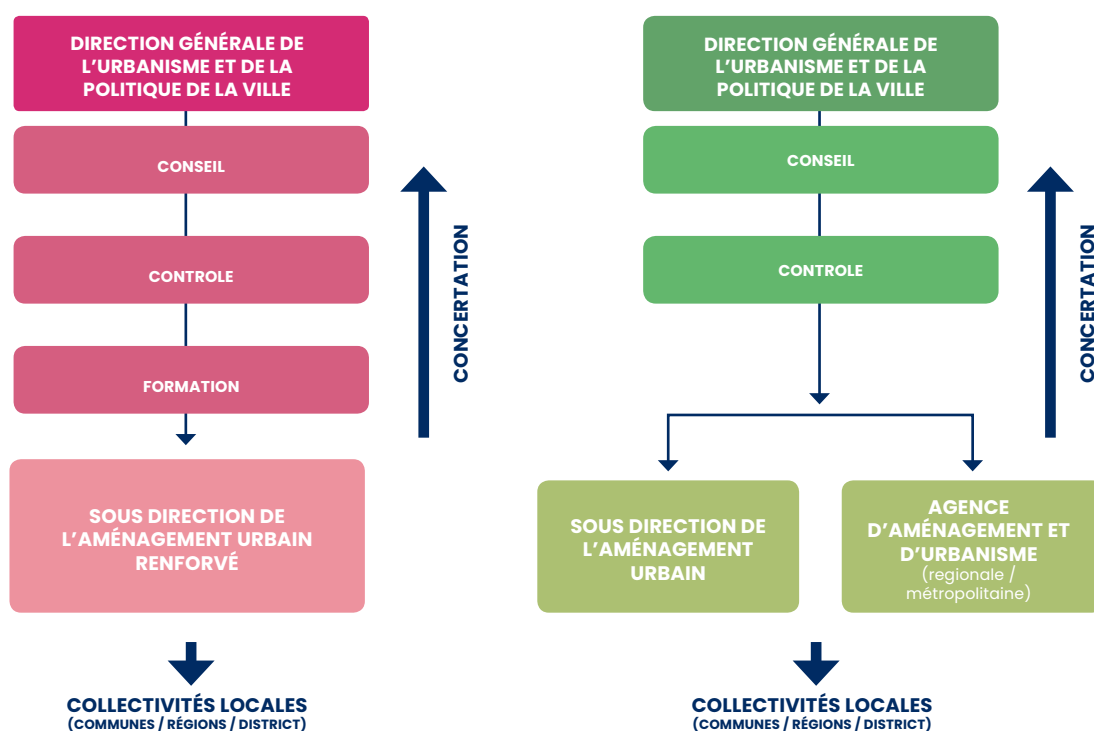 DIRECTION GÉNÉRALE DE
L'URBANISME ET DE LA
POLITIQUE DE LA VILLE
CONSEIL
CONTROLE
FORMATION
SOUS DIRECTION DE
L'AMÉNAGEMENT URBAIN
RENFORVÉ
CONCERTATION
COLLECTIVITÉS LOCALES
(COMMUNES / RÉGIONS / DISTRICT)
DIRECTION GÉNÉRALE DE
L'URBANISME ET DE LA
POLITIQUE DE LA VILLE
CONSEIL
CONTROLE
SOUS DIRECTION DE
L'AMÉNAGEMENT
URBAIN
AGENCE
D'AMÉNAGEMENT ET
D'URBANISME
(regionale /
métropolitaine)
CONCERTATION
COLLECTIVITÉS LOCALES
(COMMUNES / RÉGIONS / DISTRICT)